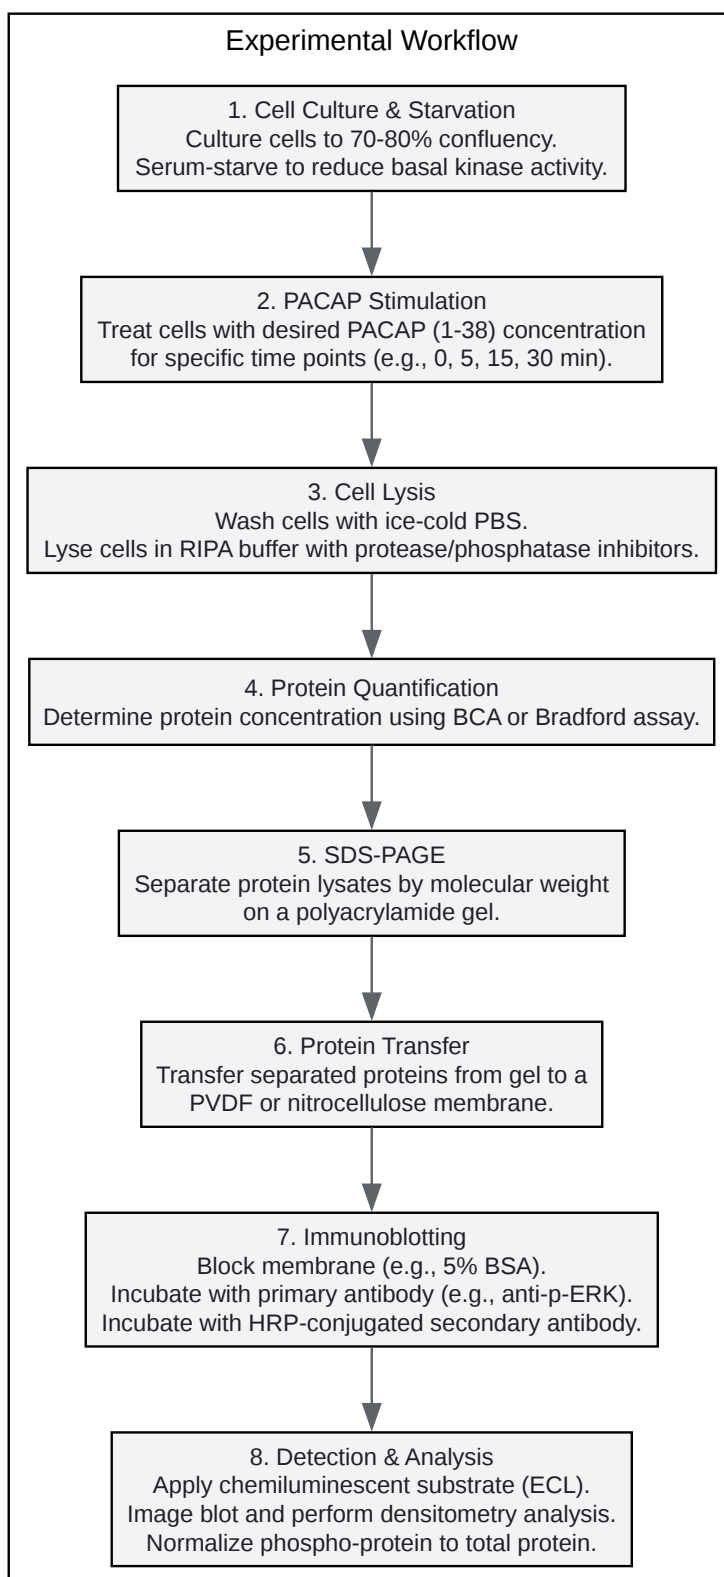 Experimental Workflow
1. Cell Culture & Starvation
Culture cells to 70-80% confluency.
Serum-starve to reduce basal kinase activity.
2. PACAP Stimulation
Treat cells with desired PACAP (1-38) concentration
for specific time points (e.g., 0, 5, 15, 30 min).
3. Cell Lysis
Wash cells with ice-cold PBS.
Lyse cells in RIPA buffer with protease/phosphatase inhibitors.
4. Protein Quantification
Determine protein concentration using BCA or Bradford assay.
5. SDS-PAGE
Separate protein lysates by molecular weight
on a polyacrylamide gel.
6. Protein Transfer
Transfer separated proteins from gel to a
PVDF or nitrocellulose membrane.
7. Immunoblotting
Block membrane (e.g., 5% BSA).
Incubate with primary antibody (e.g., anti-p-ERK).
Incubate with HRP-conjugated secondary antibody.
8. Detection & Analysis
Apply chemiluminescent substrate (ECL).
Image blot and perform densitometry analysis.
Normalize phospho-protein to total protein.